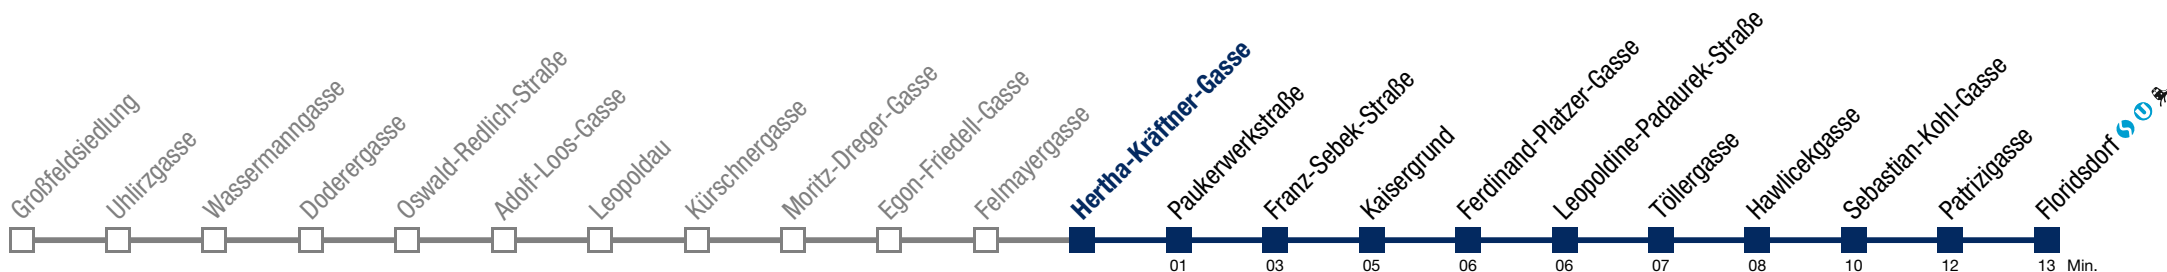 Großfeldsiedlung
Uhlirzgasse
Wassermanngasse
Doderergasse
Oswald-Redlich-Straße
Adolf-Loos-Gasse
Leopoldau
Kürschnergasse
Moritz-Dreger-Gasse
Egon-Friedell-Gasse
Felmayergasse
Hertha-Kräftner-Gasse
Paukerwerkstraße
Franz-Sebek-Straße
Kaisergrund
Ferdinand-Platzer-Gasse
Leopoldine-Padaurek-Straße
Töllergasse
Hawlicekgasse
Sebastian-Kohl-Gasse
Patrizigasse
Floridsdorf S U
01 03 05 06 06 07 08 10 12 13 Min.